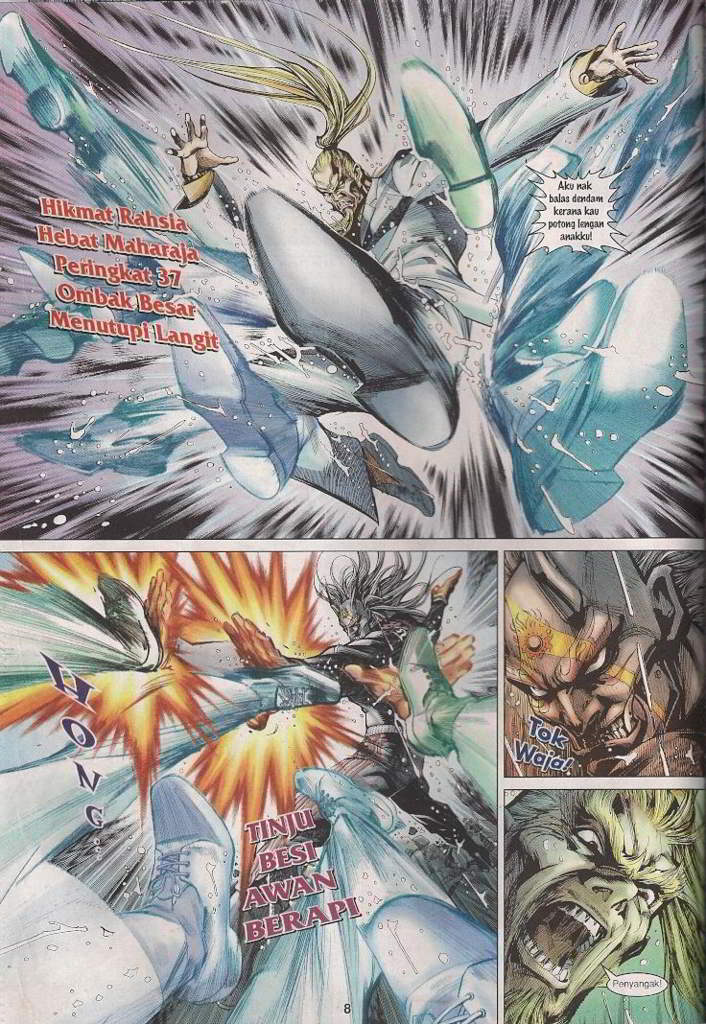 Hikmat Rahsia
Hebat Maharaja
Peringkat 37
Ombak Besar
Menutupi Langit
Aku nak
balas dendam
kerana kau
potong lengan
anakku!
HONG
TINJU
BESI
AWAN
BERAPI
Tok
Waja!
Penyangak!
8